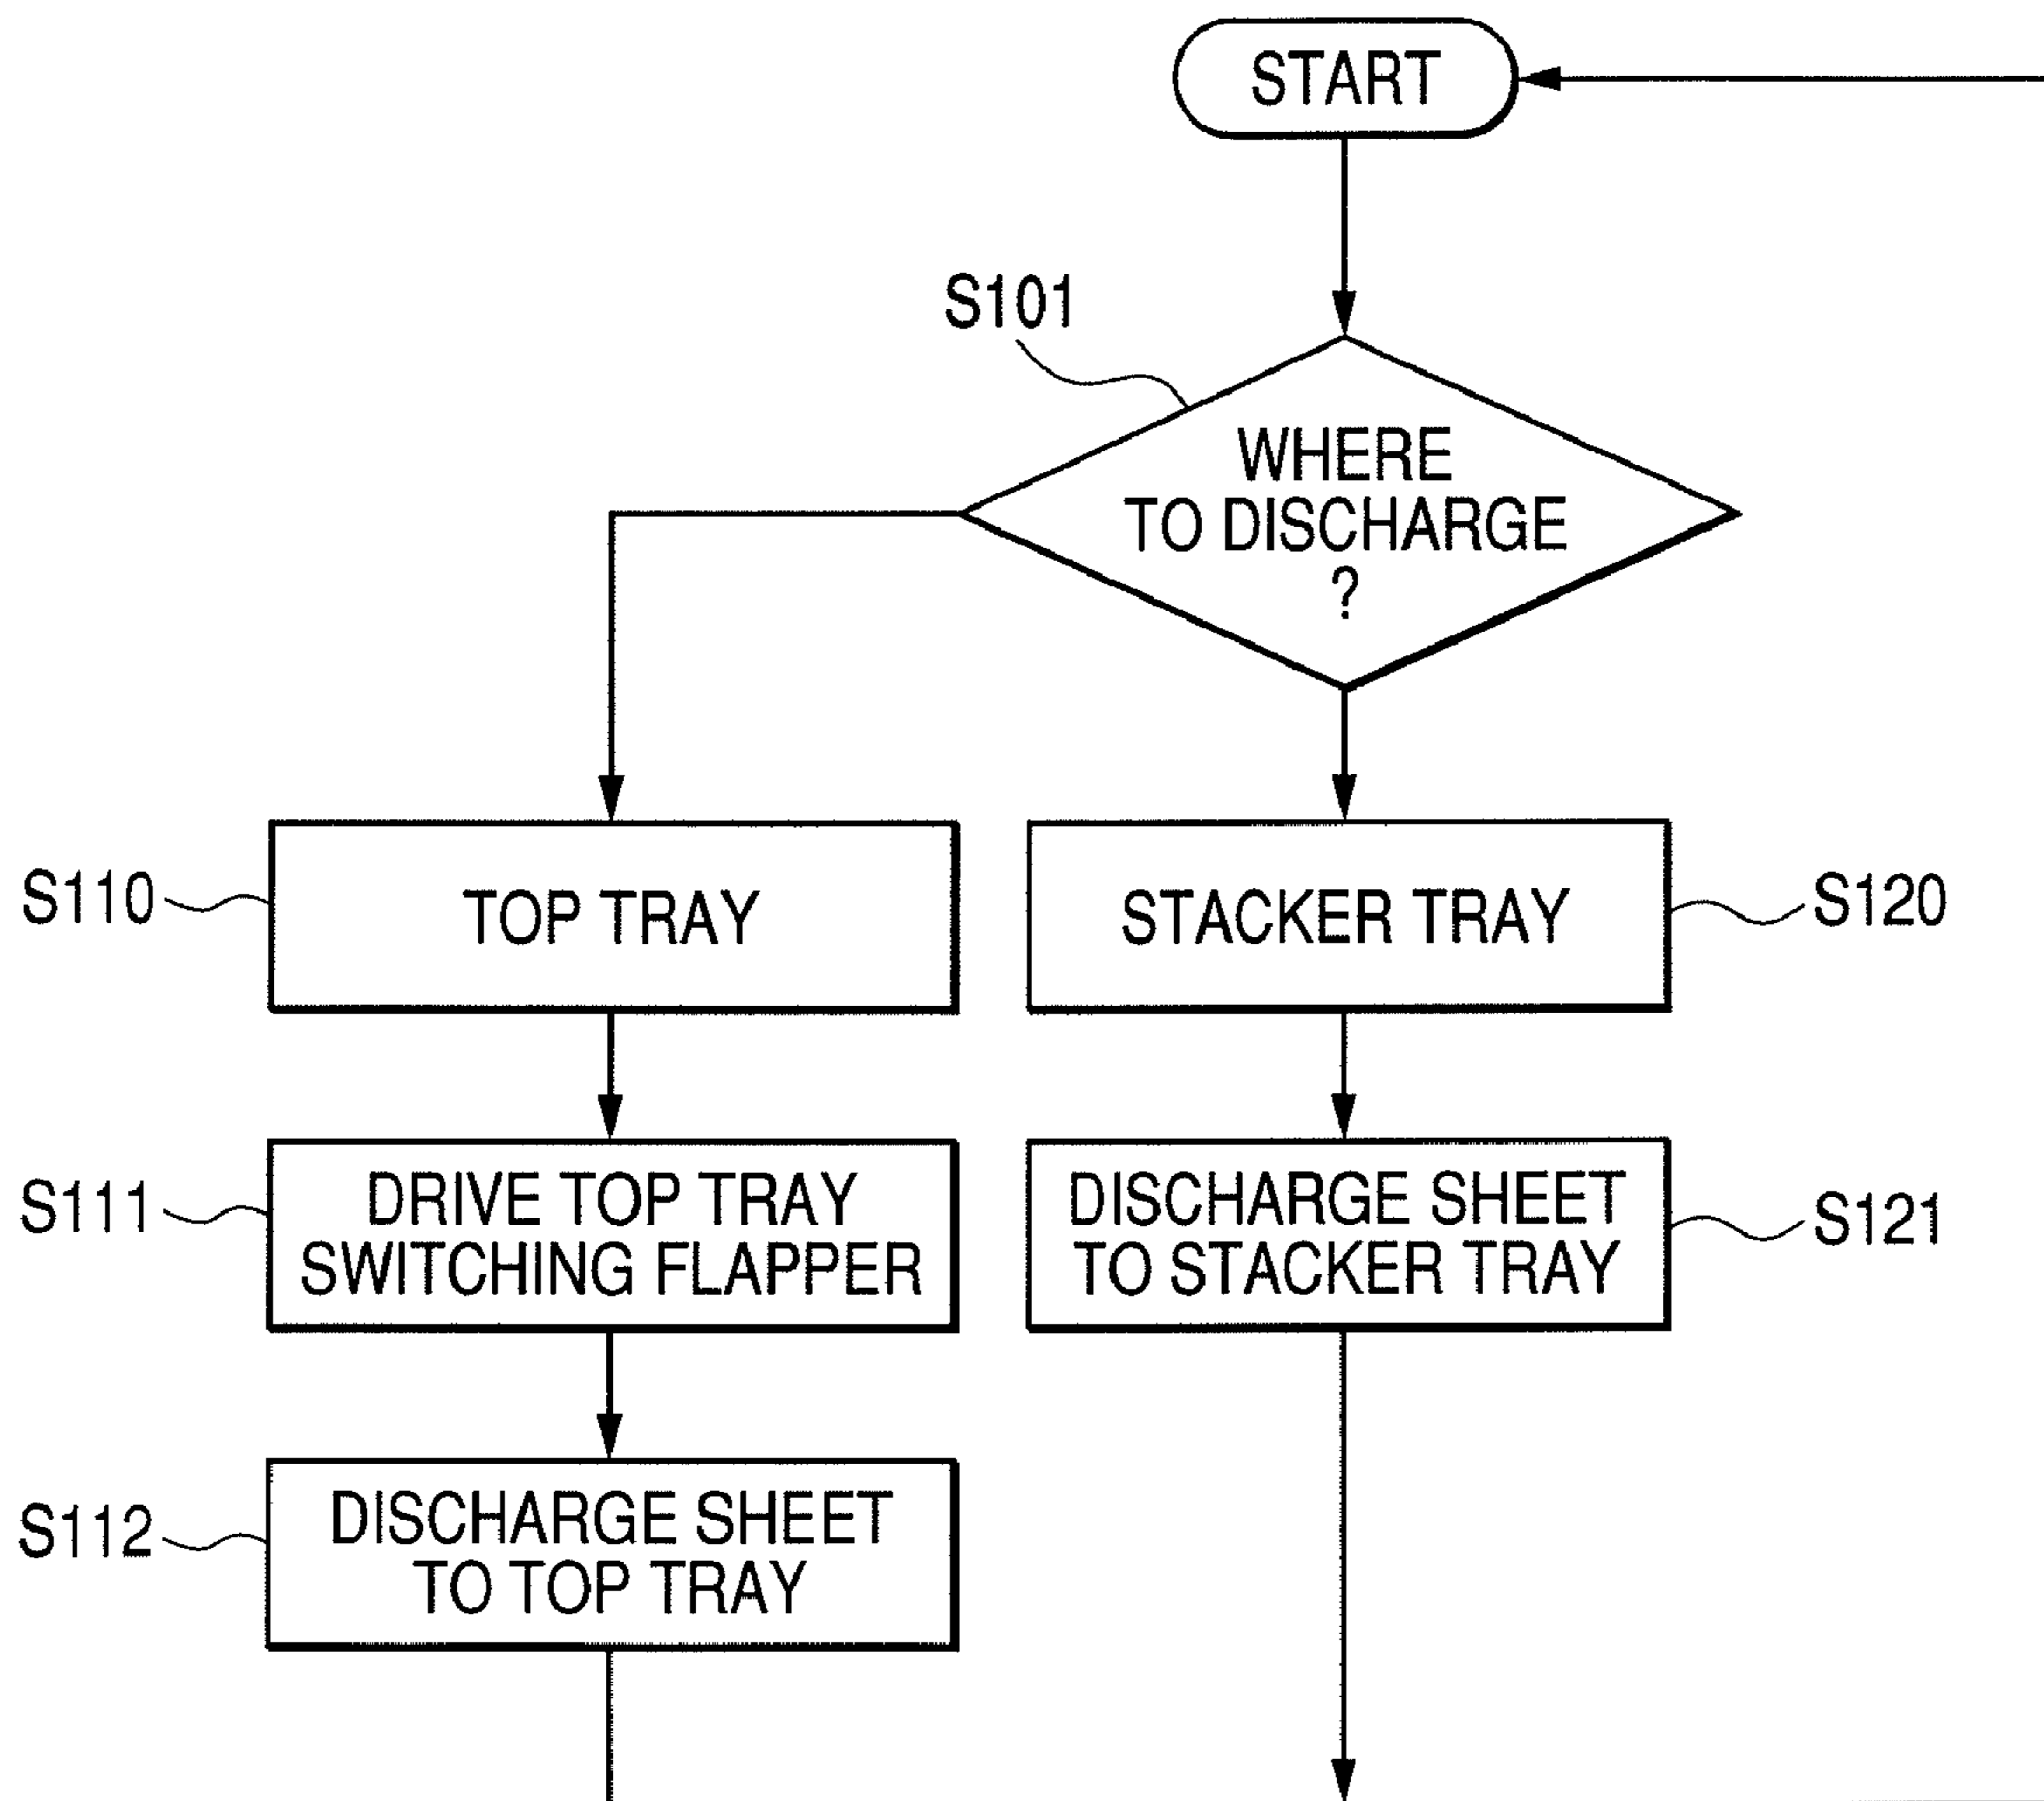 START
S101
WHERE
TO DISCHARGE
?
S110
TOP TRAY
STACKER TRAY
S120
S111
DRIVE TOP TRAY
SWITCHING FLAPPER
DISCHARGE SHEET
TO STACKER TRAY
S121
S112
DISCHARGE SHEET
TO TOP TRAY